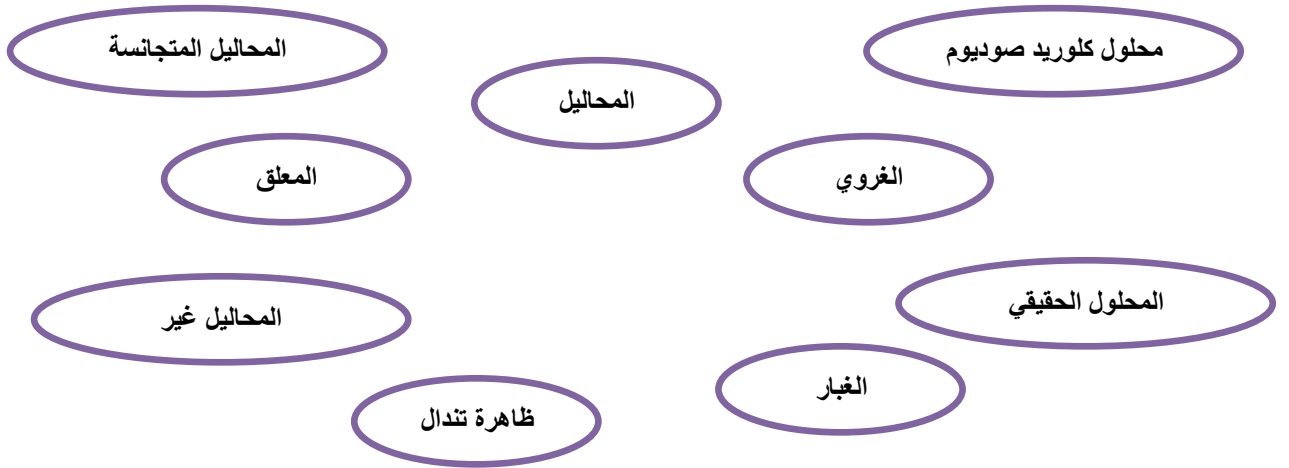 محلول كلوريد صوديوم
المحاليل المتجانسة
المحاليل
الغروي
المعلق
المحلول الحقيقي
المحاليل غير
الغبار
ظاهرة تندال